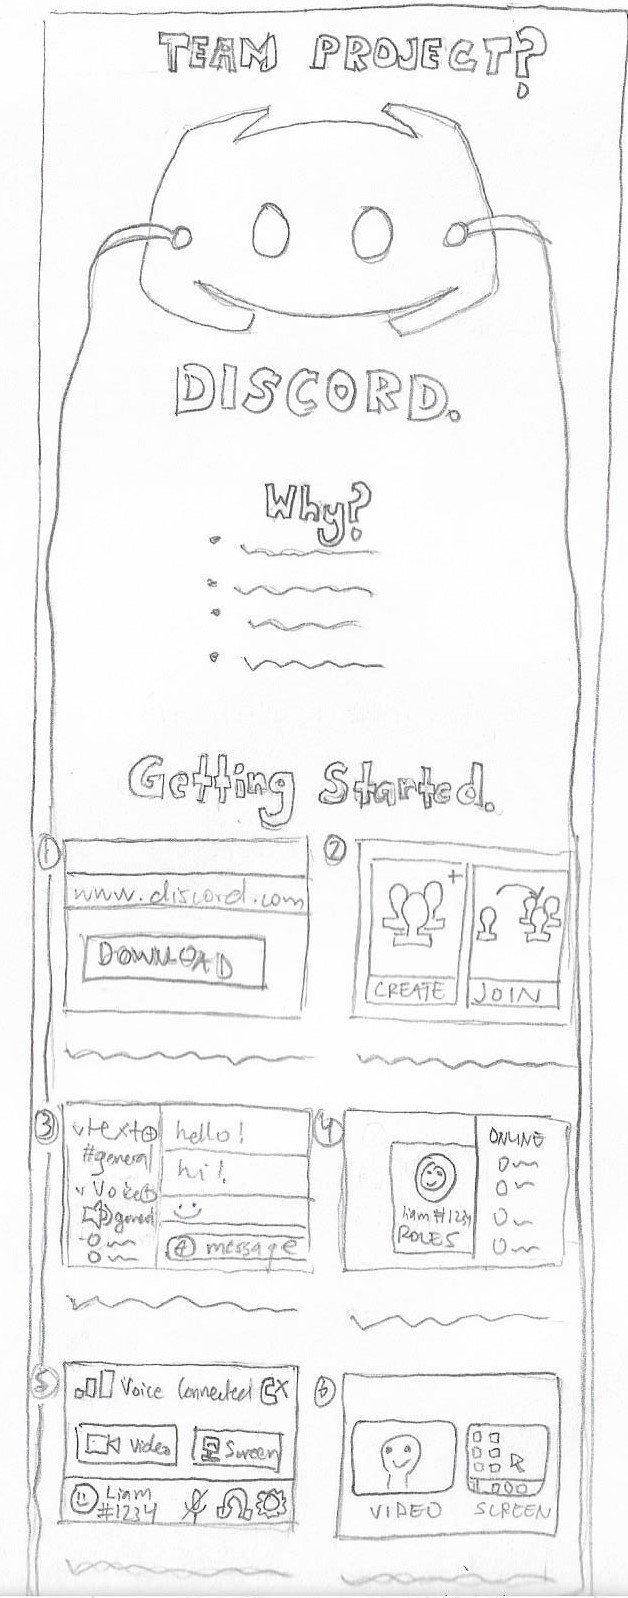 TEAM PROJECT?
DISCORD.
Why?
Getting Started.
1
www.discord.com
DOWNLOAD
2
CREATE
JOIN
3
v text +
#general
v Voice +
general
hello!
hi!
+ message
4
ONLINE
liam#1234
ROLES
5
Voice Connected
Video
Screen
Liam
#1234
6
VIDEO
SCREEN